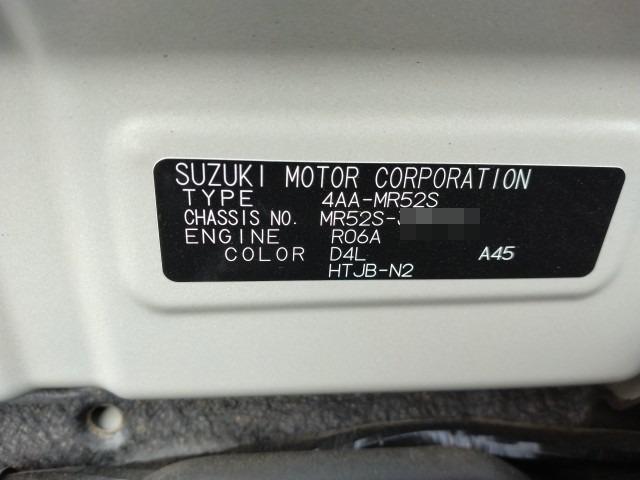 SUZUKI MOTOR CORPORATION
TYPE 4AA-MR52S
CHASSIS NO. MR52S-
ENGINE R06A
COLOR D4L A45
HTJB-N2